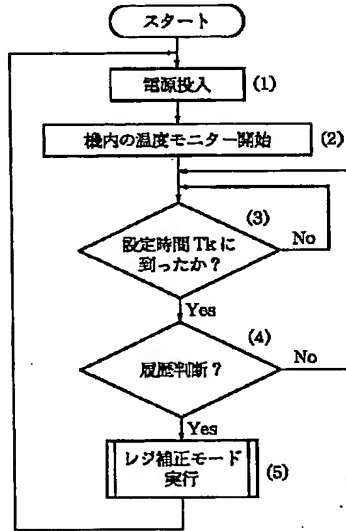 スタート
電源投入 (1)
機内の温度モニター開始 (2)
(3)
設定時間 Tk に
到ったか？
No
Yes
(4)
履歴判断？
No
Yes
レジ補正モード
実行
(5)